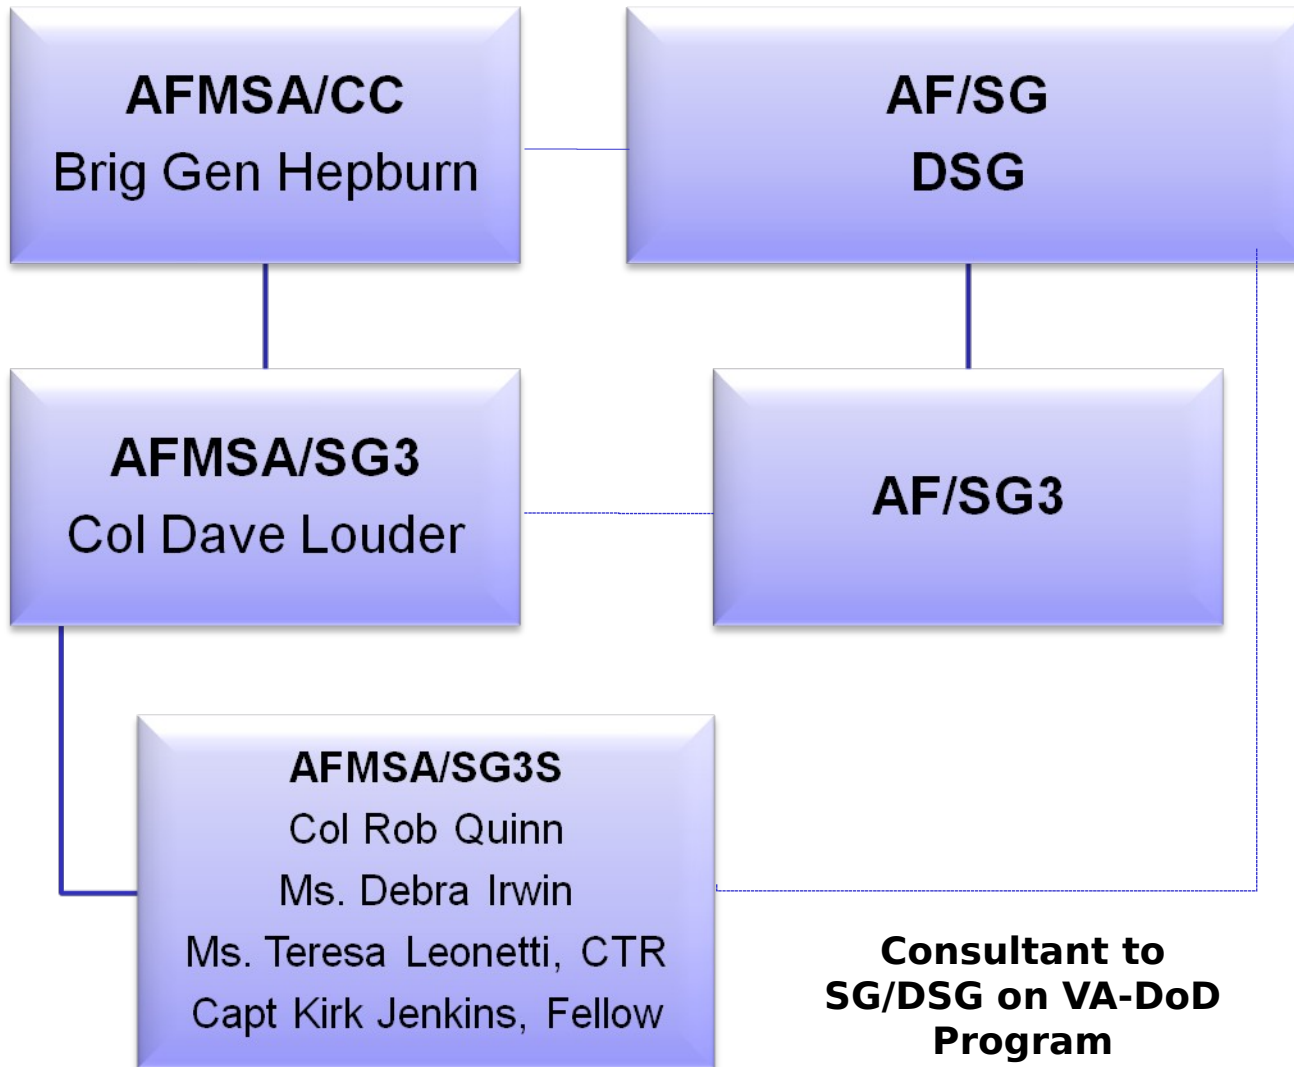 AFMSA/CC
Brig Gen Hepburn
AF/SG
DSG
AFMSA/SG3
Col Dave Louder
AF/SG3
AFMSA/SG3S
Col Rob Quinn
Ms. Debra Irwin
Ms. Teresa Leonetti, CTR
Capt Kirk Jenkins, Fellow
Consultant to
SG/DSG on VA-DoD
Program